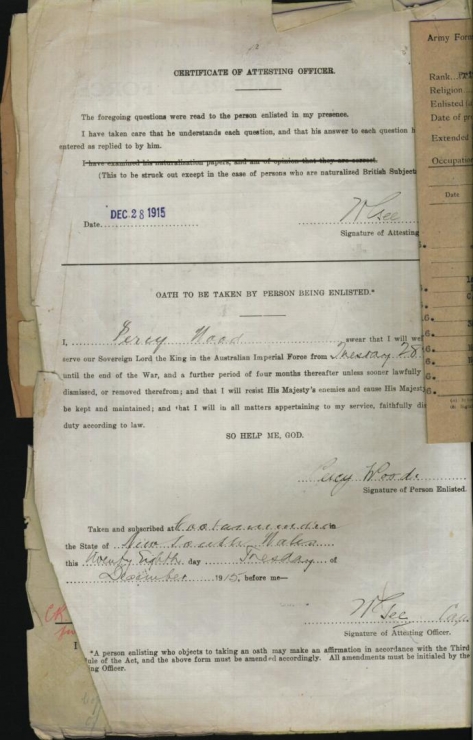 CERTIFICATE OF ATTESTING OFFICER.
The foregoing questions were read to the person enlisted in my presence.
I have taken care that he understands each question, and that his answer to each question h
entered as replied to by him.
I have examined his naturalization papers, and am of opinion that they are correct.
(This to be struck out except in the case of persons who are naturalized British Subject
Date DEC 28 1915
W See
Signature of Attesting
OATH TO BE TAKEN BY PERSON BEING ENLISTED.*
I, Percy Wood swear that I will wel
serve our Sovereign Lord the King in the Australian Imperial Force from Tuesday 28
until the end of the War, and a further period of four months thereafter unless sooner lawfully
dismissed, or removed therefrom; and that I will resist His Majesty's enemies and cause His Majest
be kept and maintained; and that I will in all matters appertaining to my service, faithfully dis
duty according to law.
SO HELP ME, GOD.
Percy Wood
Signature of Person Enlisted.
Taken and subscribed at Cootamundra in
the State of New South Wales
this twenty eighth day Tuesday of
December 1915, before me—
W See Cap
Signature of Attesting Officer.
*A person enlisting who objects to taking an oath may make an affirmation in accordance with the Third
ule of the Act, and the above form must be amended accordingly. All amendments must be initialed by the
ing Officer.
Army For
Rank
Religion
Enlisted (
Date of pr
Extended
Occupatio
Date